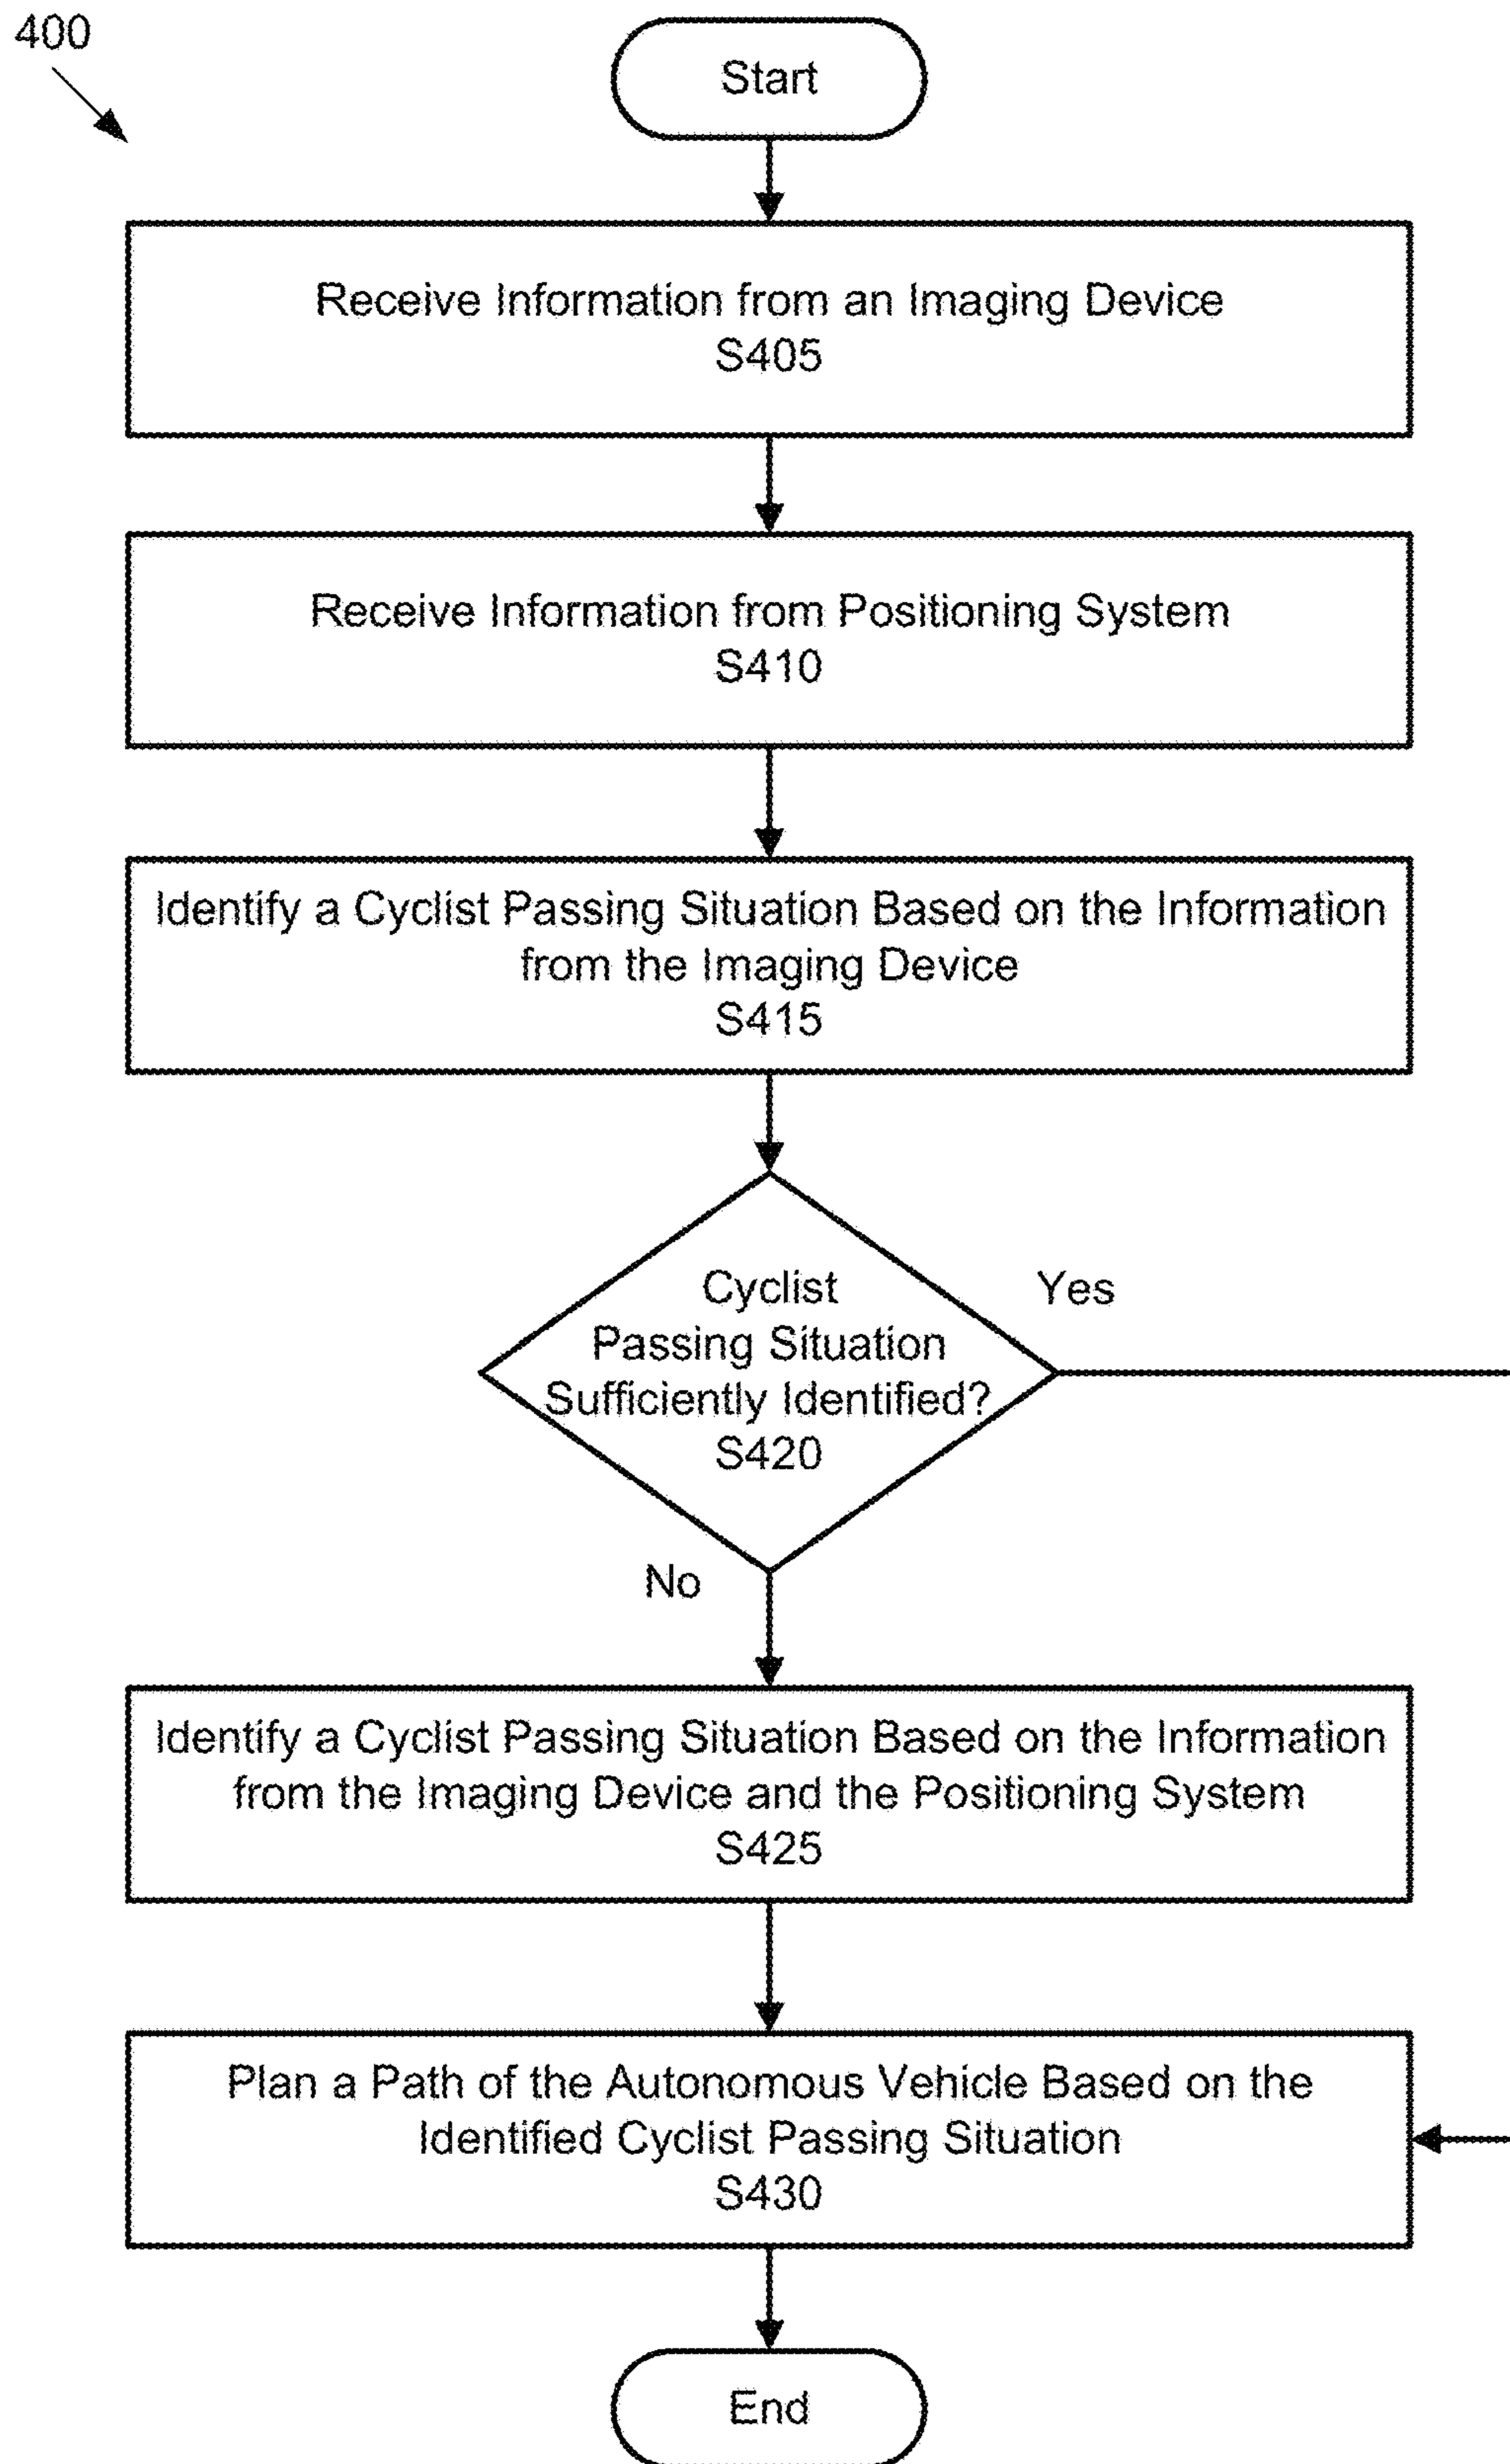 400
Start
Receive Information from an Imaging Device
S405
Receive Information from Positioning System
S410
Identify a Cyclist Passing Situation Based on the Information
from the Imaging Device
S415
Cyclist
Passing Situation
Sufficiently Identified?
S420
Yes
No
Identify a Cyclist Passing Situation Based on the Information
from the Imaging Device and the Positioning System
S425
Plan a Path of the Autonomous Vehicle Based on the
Identified Cyclist Passing Situation
S430
End